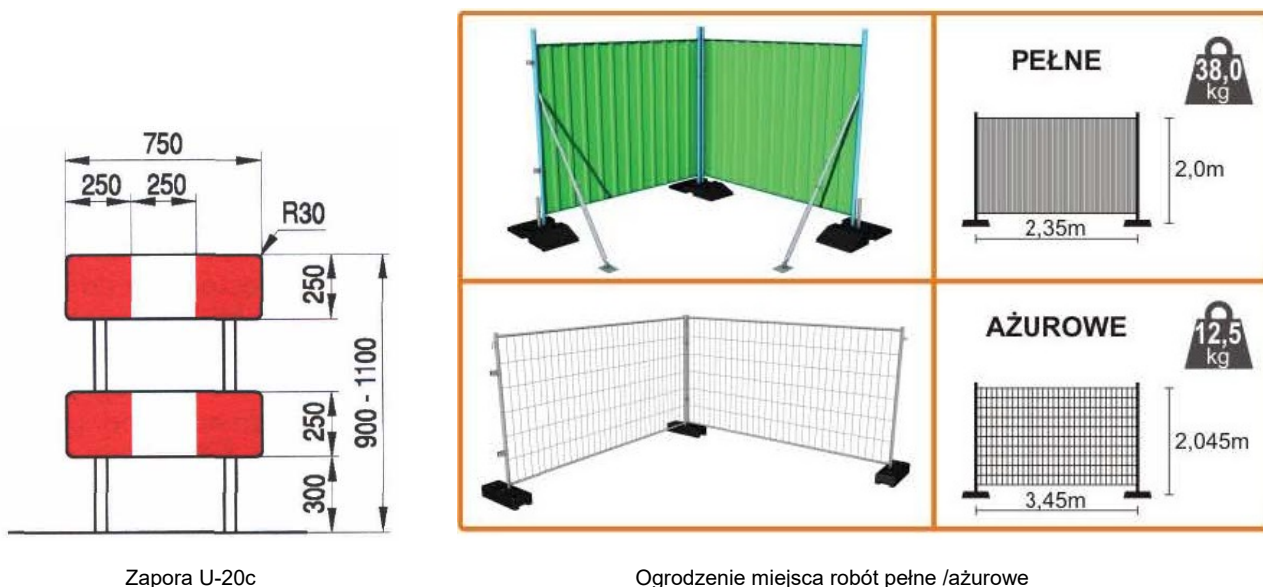 750
250
250
R30
250
250
300
900 - 1100
PEŁNE
38,0
kg
2,0m
2,35m
AŻUROWE
12,5
kg
2,045m
3,45m
Zapora U-20c
Ogrodzenie miejsca robót pełne /ażurowe